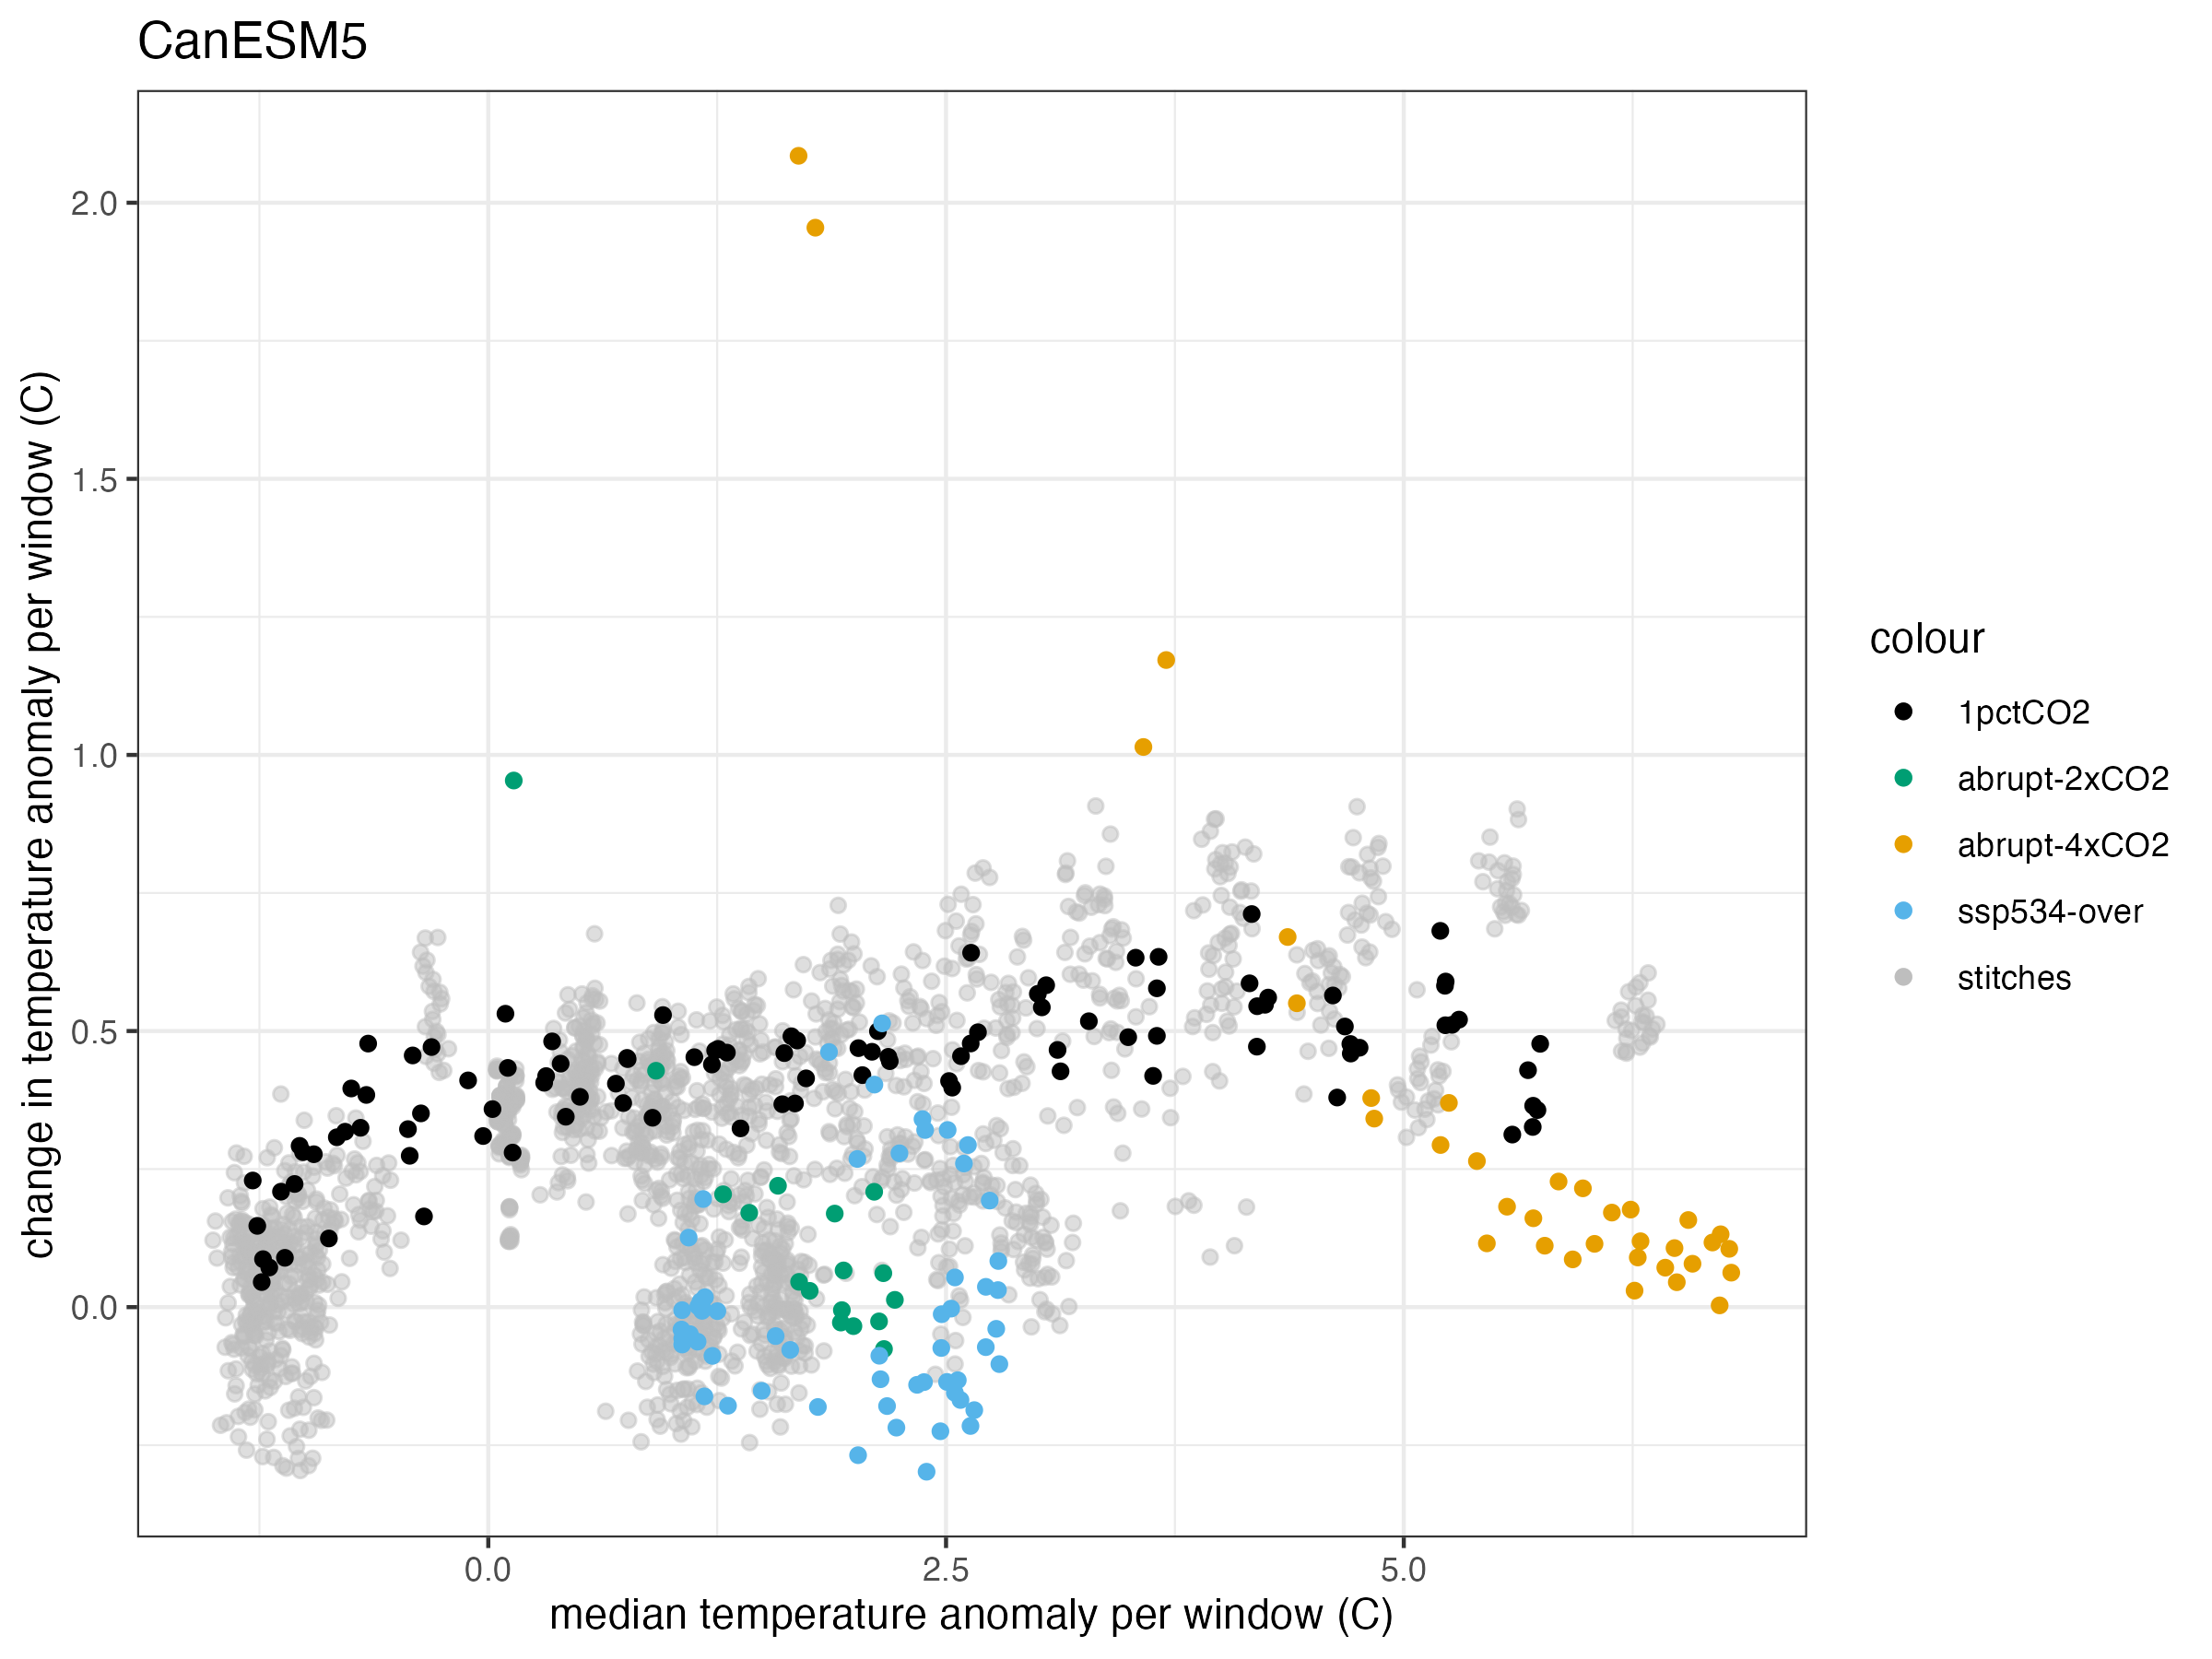 CanESM5
change in temperature anomaly per window (C)
2.0
1.5
1.0
0.5
0.0
0.0
2.5
5.0
median temperature anomaly per window (C)
colour
1pctCO2
abrupt-2xCO2
abrupt-4xCO2
ssp534-over
stitches